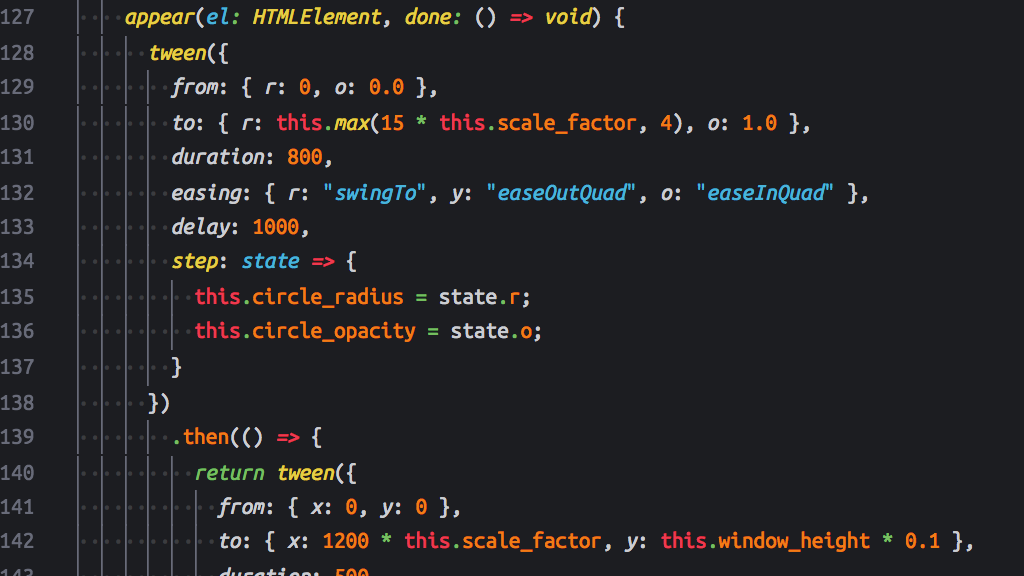 127 appear(el: HTMLElement, done: () => void) {
128 tween({
129 from: { r: 0, o: 0.0 },
130 to: { r: this.max(15 * this.scale_factor, 4), o: 1.0 },
131 duration: 800,
132 easing: { r: "swingTo", y: "easeOutQuad", o: "easeInQuad" },
133 delay: 1000,
134 step: state => {
135 this.circle_radius = state.r;
136 this.circle_opacity = state.o;
137 }
138 })
139 .then(() => {
140 return tween({
141 from: { x: 0, y: 0 },
142 to: { x: 1200 * this.scale_factor, y: this.window_height * 0.1 },
143 duration: 500